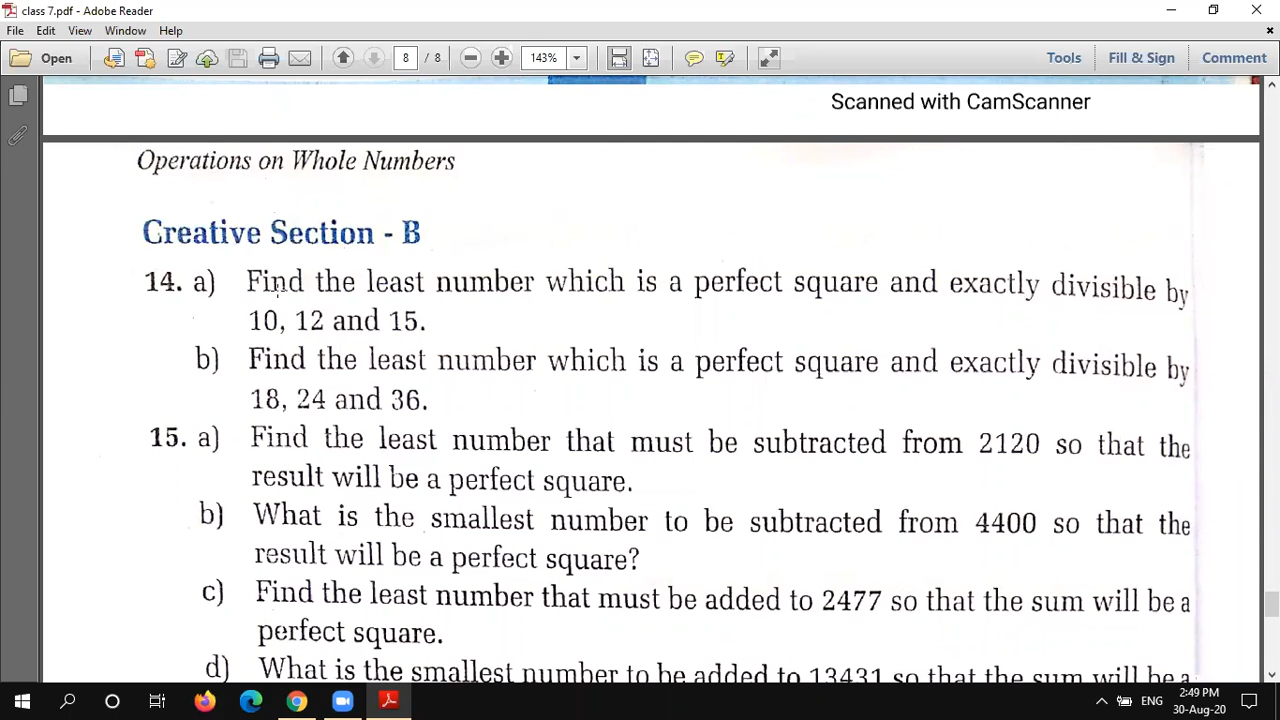 class 7.pdf - Adobe Reader
File Edit View Window Help
Open 8 / 8 143% Tools Fill & Sign Comment
Scanned with CamScanner
Operations on Whole Numbers
Creative Section - B
14. a) Find the least number which is a perfect square and exactly divisible by
10, 12 and 15.
b) Find the least number which is a perfect square and exactly divisible by
18, 24 and 36.
15. a) Find the least number that must be subtracted from 2120 so that the
result will be a perfect square.
b) What is the smallest number to be subtracted from 4400 so that the
result will be a perfect square?
c) Find the least number that must be added to 2477 so that the sum will be a
perfect square.
d) What is the smallest number to be added to 13431 so that the sum will be a
ENG 2:49 PM
30-Aug-20